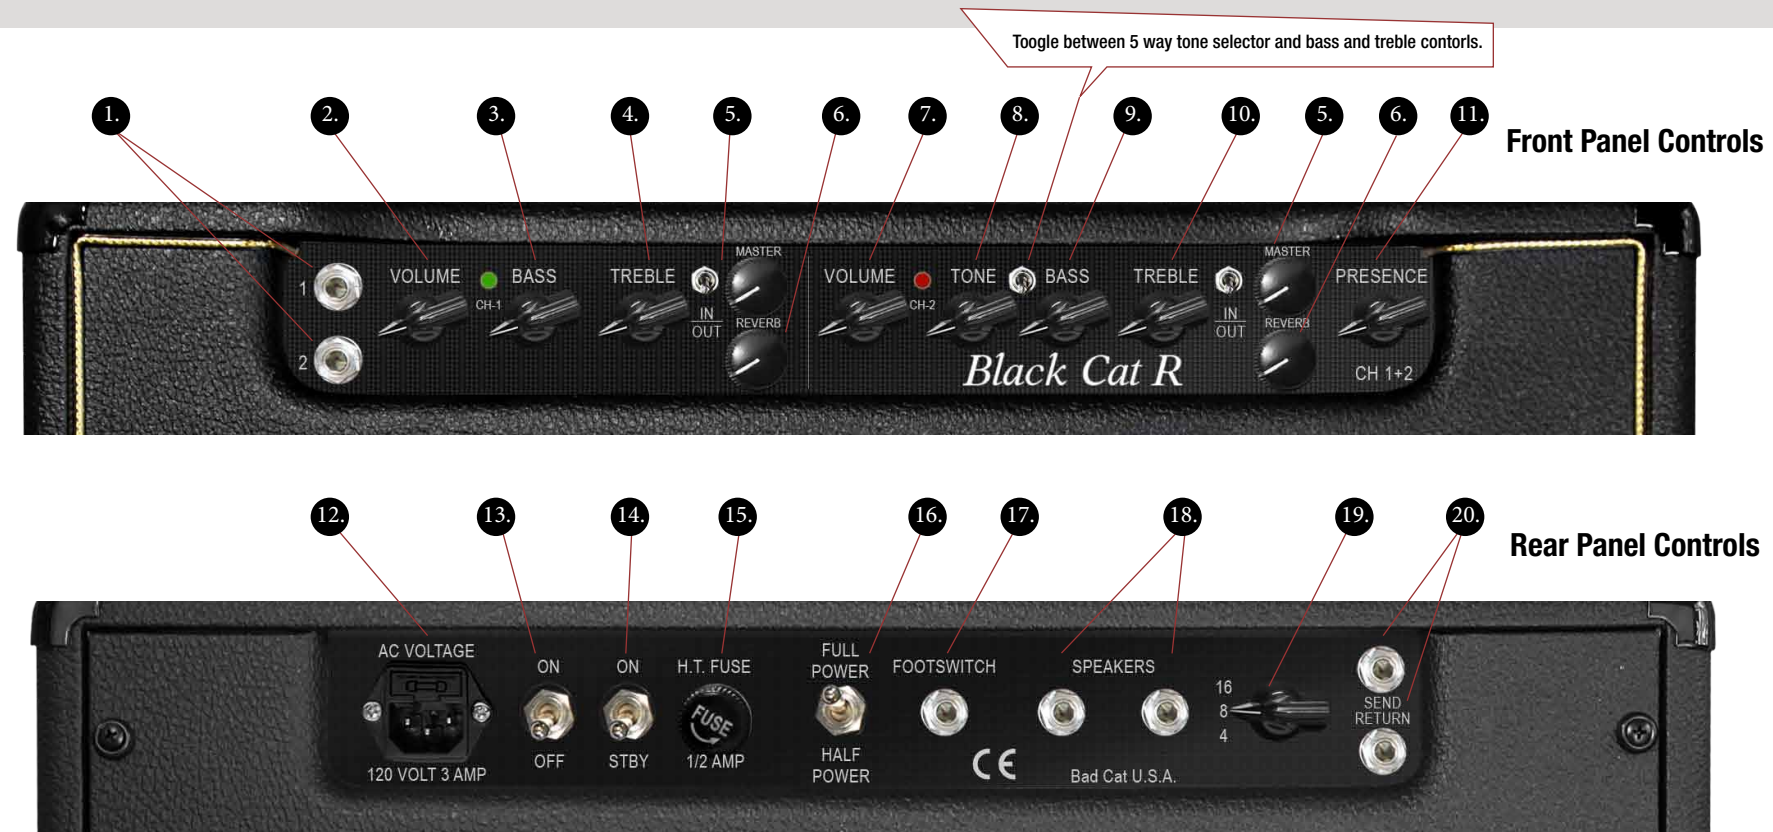 Toogle between 5 way tone selector and bass and treble contorls.
1. 2. 3. 4. 5. 6. 7. 8. 9. 10. 5. 6. 11.
Front Panel Controls
MASTER MASTER
VOLUME BASS TREBLE VOLUME TONE BASS TREBLE PRESENCE
1 CH-1 CH-2
IN IN
OUT OUT
REVERB REVERB
2 Black Cat R CH 1+2
12. 13. 14. 15. 16. 17. 18. 19. 20.
Rear Panel Controls
AC VOLTAGE ON ON H.T. FUSE FULL
POWER FOOTSWITCH SPEAKERS
16
8
4
SEND
RETURN
FUSE
120 VOLT 3 AMP OFF STBY 1/2 AMP HALF
POWER CE Bad Cat U.S.A.